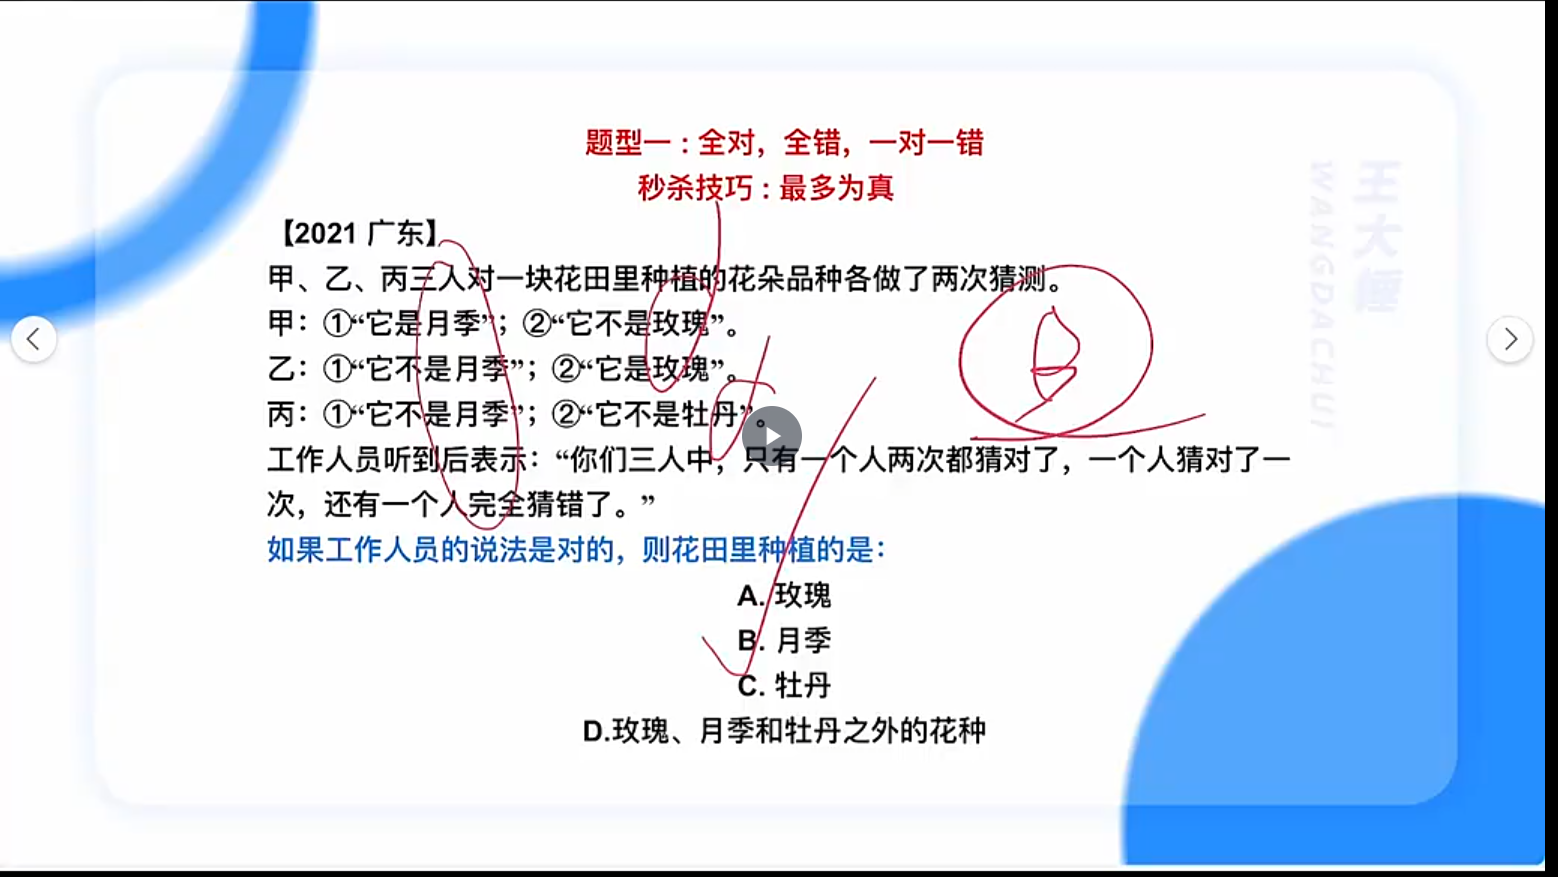 题型一：全对，全错，一对一错
秒杀技巧：最多为真
【2021 广东】
甲、乙、丙三人对一块花田里种植的花朵品种各做了两次猜测。
甲：①“它是月季”；②“它不是玫瑰”。
乙：①“它不是月季”；②“它是玫瑰”。
丙：①“它不是月季”；②“它不是牡丹”。
工作人员听到后表示：“你们三人中，只有一个人两次都猜对了，一个人猜对了一
次，还有一个人完全猜错了。”
如果工作人员的说法是对的，则花田里种植的是：
A. 玫瑰
B. 月季
C. 牡丹
D.玫瑰、月季和牡丹之外的花种
B
王大
WANGDACHUI